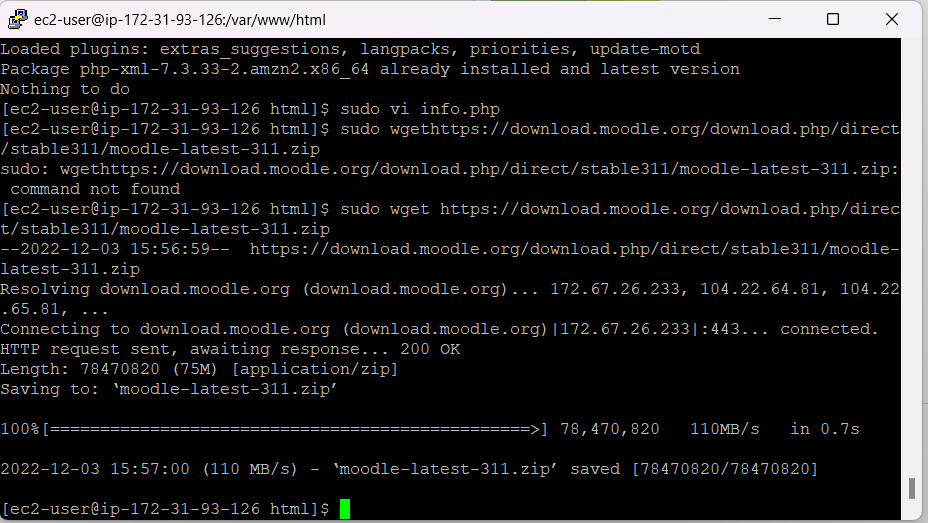 ec2-user@ip-172-31-93-126:/var/www/html
Loaded plugins: extras_suggestions, langpacks, priorities, update-motd
Package php-xml-7.3.33-2.amzn2.x86_64 already installed and latest version
Nothing to do
[ec2-user@ip-172-31-93-126 html]$ sudo vi info.php
[ec2-user@ip-172-31-93-126 html]$ sudo wgethttps://download.moodle.org/download.php/direct
/stable311/moodle-latest-311.zip
sudo: wgethttps://download.moodle.org/download.php/direct/stable311/moodle-latest-311.zip:
 command not found
[ec2-user@ip-172-31-93-126 html]$ sudo wget https://download.moodle.org/download.php/direc
t/stable311/moodle-latest-311.zip
--2022-12-03 15:56:59--  https://download.moodle.org/download.php/direct/stable311/moodle-
latest-311.zip
Resolving download.moodle.org (download.moodle.org)... 172.67.26.233, 104.22.64.81, 104.22
.65.81, ...
Connecting to download.moodle.org (download.moodle.org)|172.67.26.233|:443... connected.
HTTP request sent, awaiting response... 200 OK
Length: 78470820 (75M) [application/zip]
Saving to: ‘moodle-latest-311.zip’
100%[================================================>] 78,470,820   110MB/s   in 0.7s
2022-12-03 15:57:00 (110 MB/s) - ‘moodle-latest-311.zip’ saved [78470820/78470820]
[ec2-user@ip-172-31-93-126 html]$